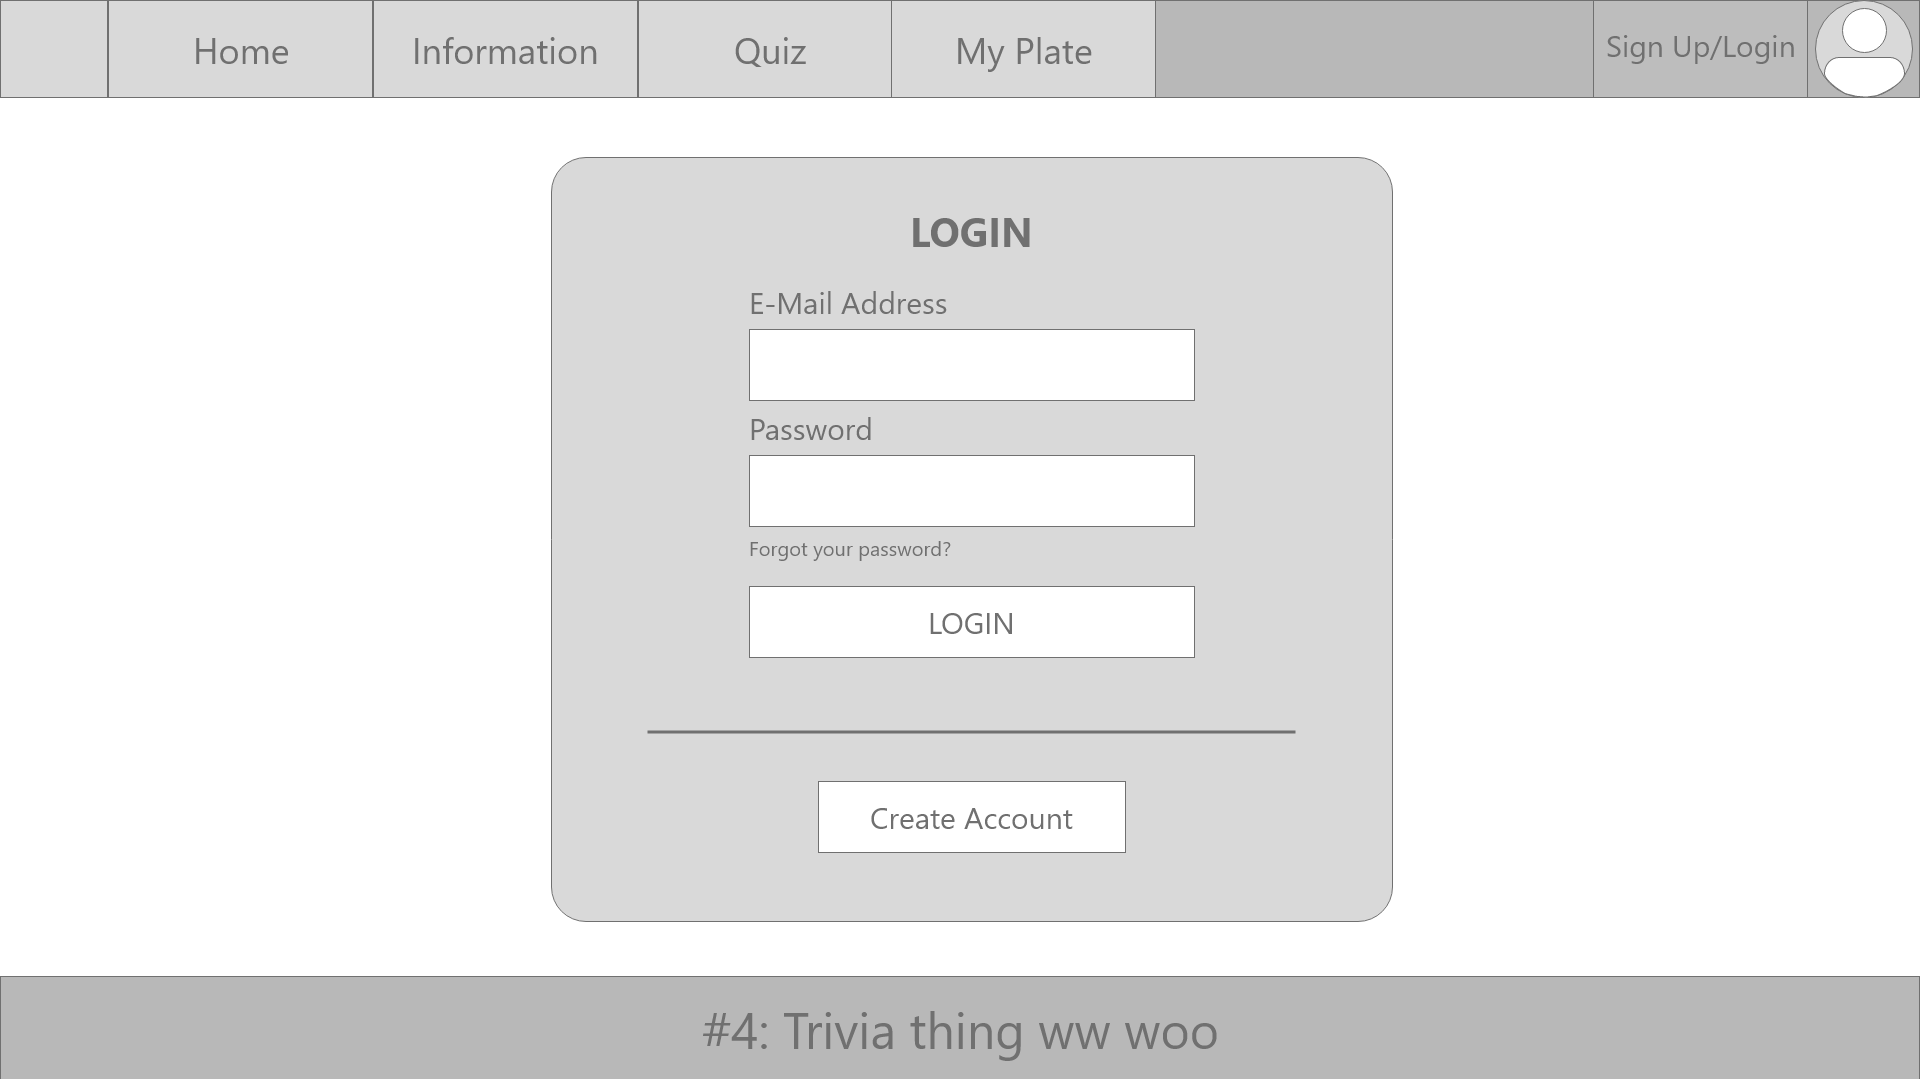 Home
Information
Quiz
My Plate
Sign Up/Login
LOGIN
E-Mail Address
Password
Forgot your password?
LOGIN
Create Account
#4: Trivia thing ww woo